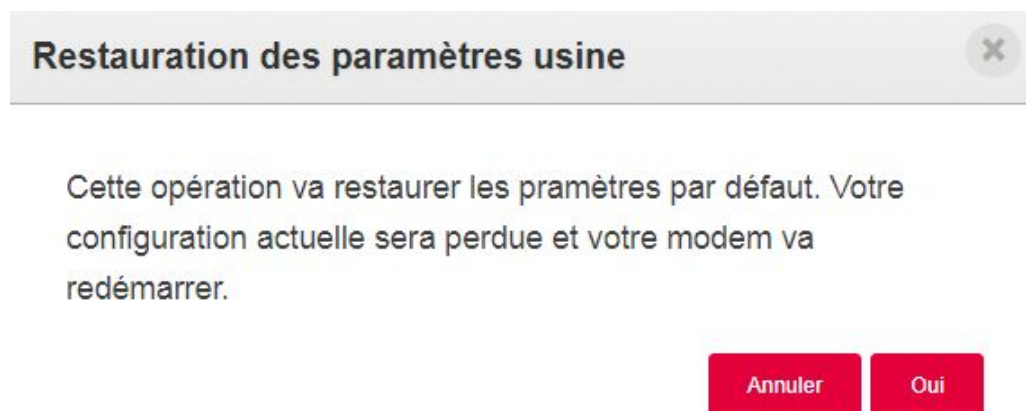 Restauration des paramètres usine
Cette opération va restaurer les pramètres par défaut. Votre
configuration actuelle sera perdue et votre modem va
redémarrer.
Annuler Oui